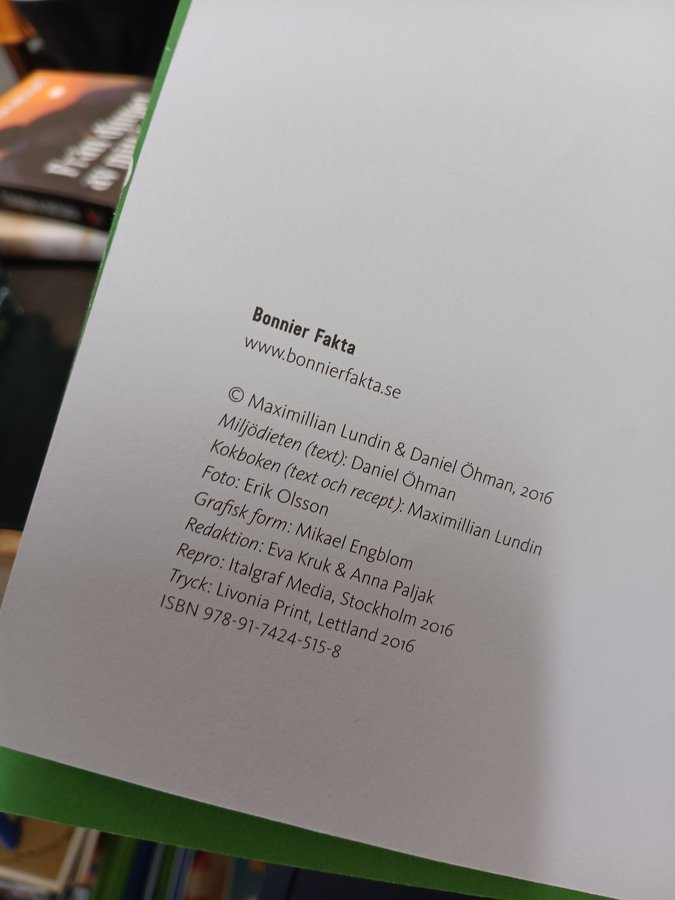 Bonnier Fakta
www.bonnierfakta.se
© Maximillian Lundin & Daniel Öhman, 2016
Miljödieten (text): Daniel Öhman
Kokboken (text och recept): Maximillian Lundin
Foto: Erik Olsson
Grafisk form: Mikael Engblom
Redaktion: Eva Kruk & Anna Paljak
Repro: Italgraf Media, Stockholm 2016
Tryck: Livonia Print, Lettland 2016
ISBN 978-91-7424-515-8